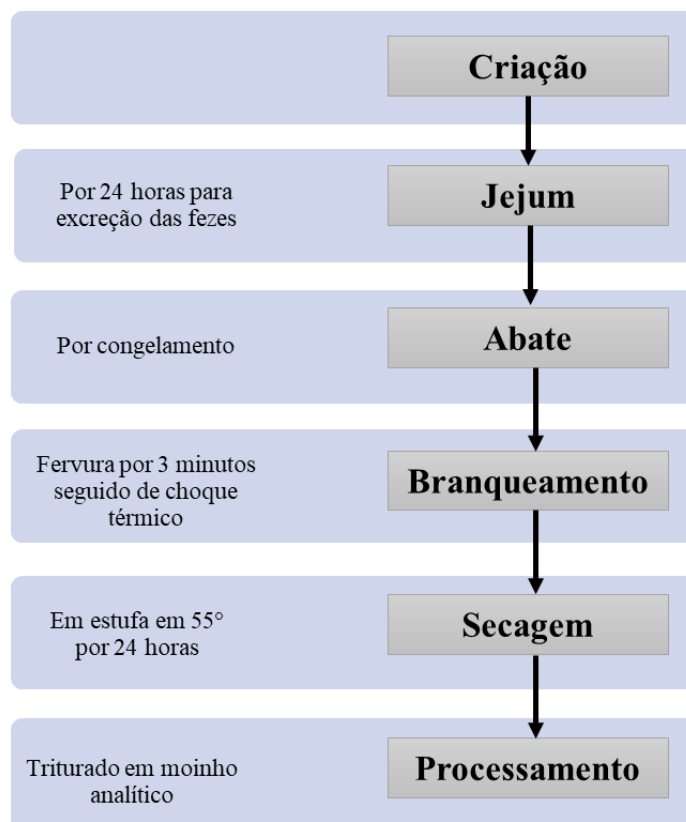 Criação
Por 24 horas para
excreção das fezes
Jejum
Por congelamento
Abate
Fervura por 3 minutos
seguido de choque
térmico
Branqueamento
Em estufa em 55°
por 24 horas
Secagem
Triturado em moinho
analítico
Processamento